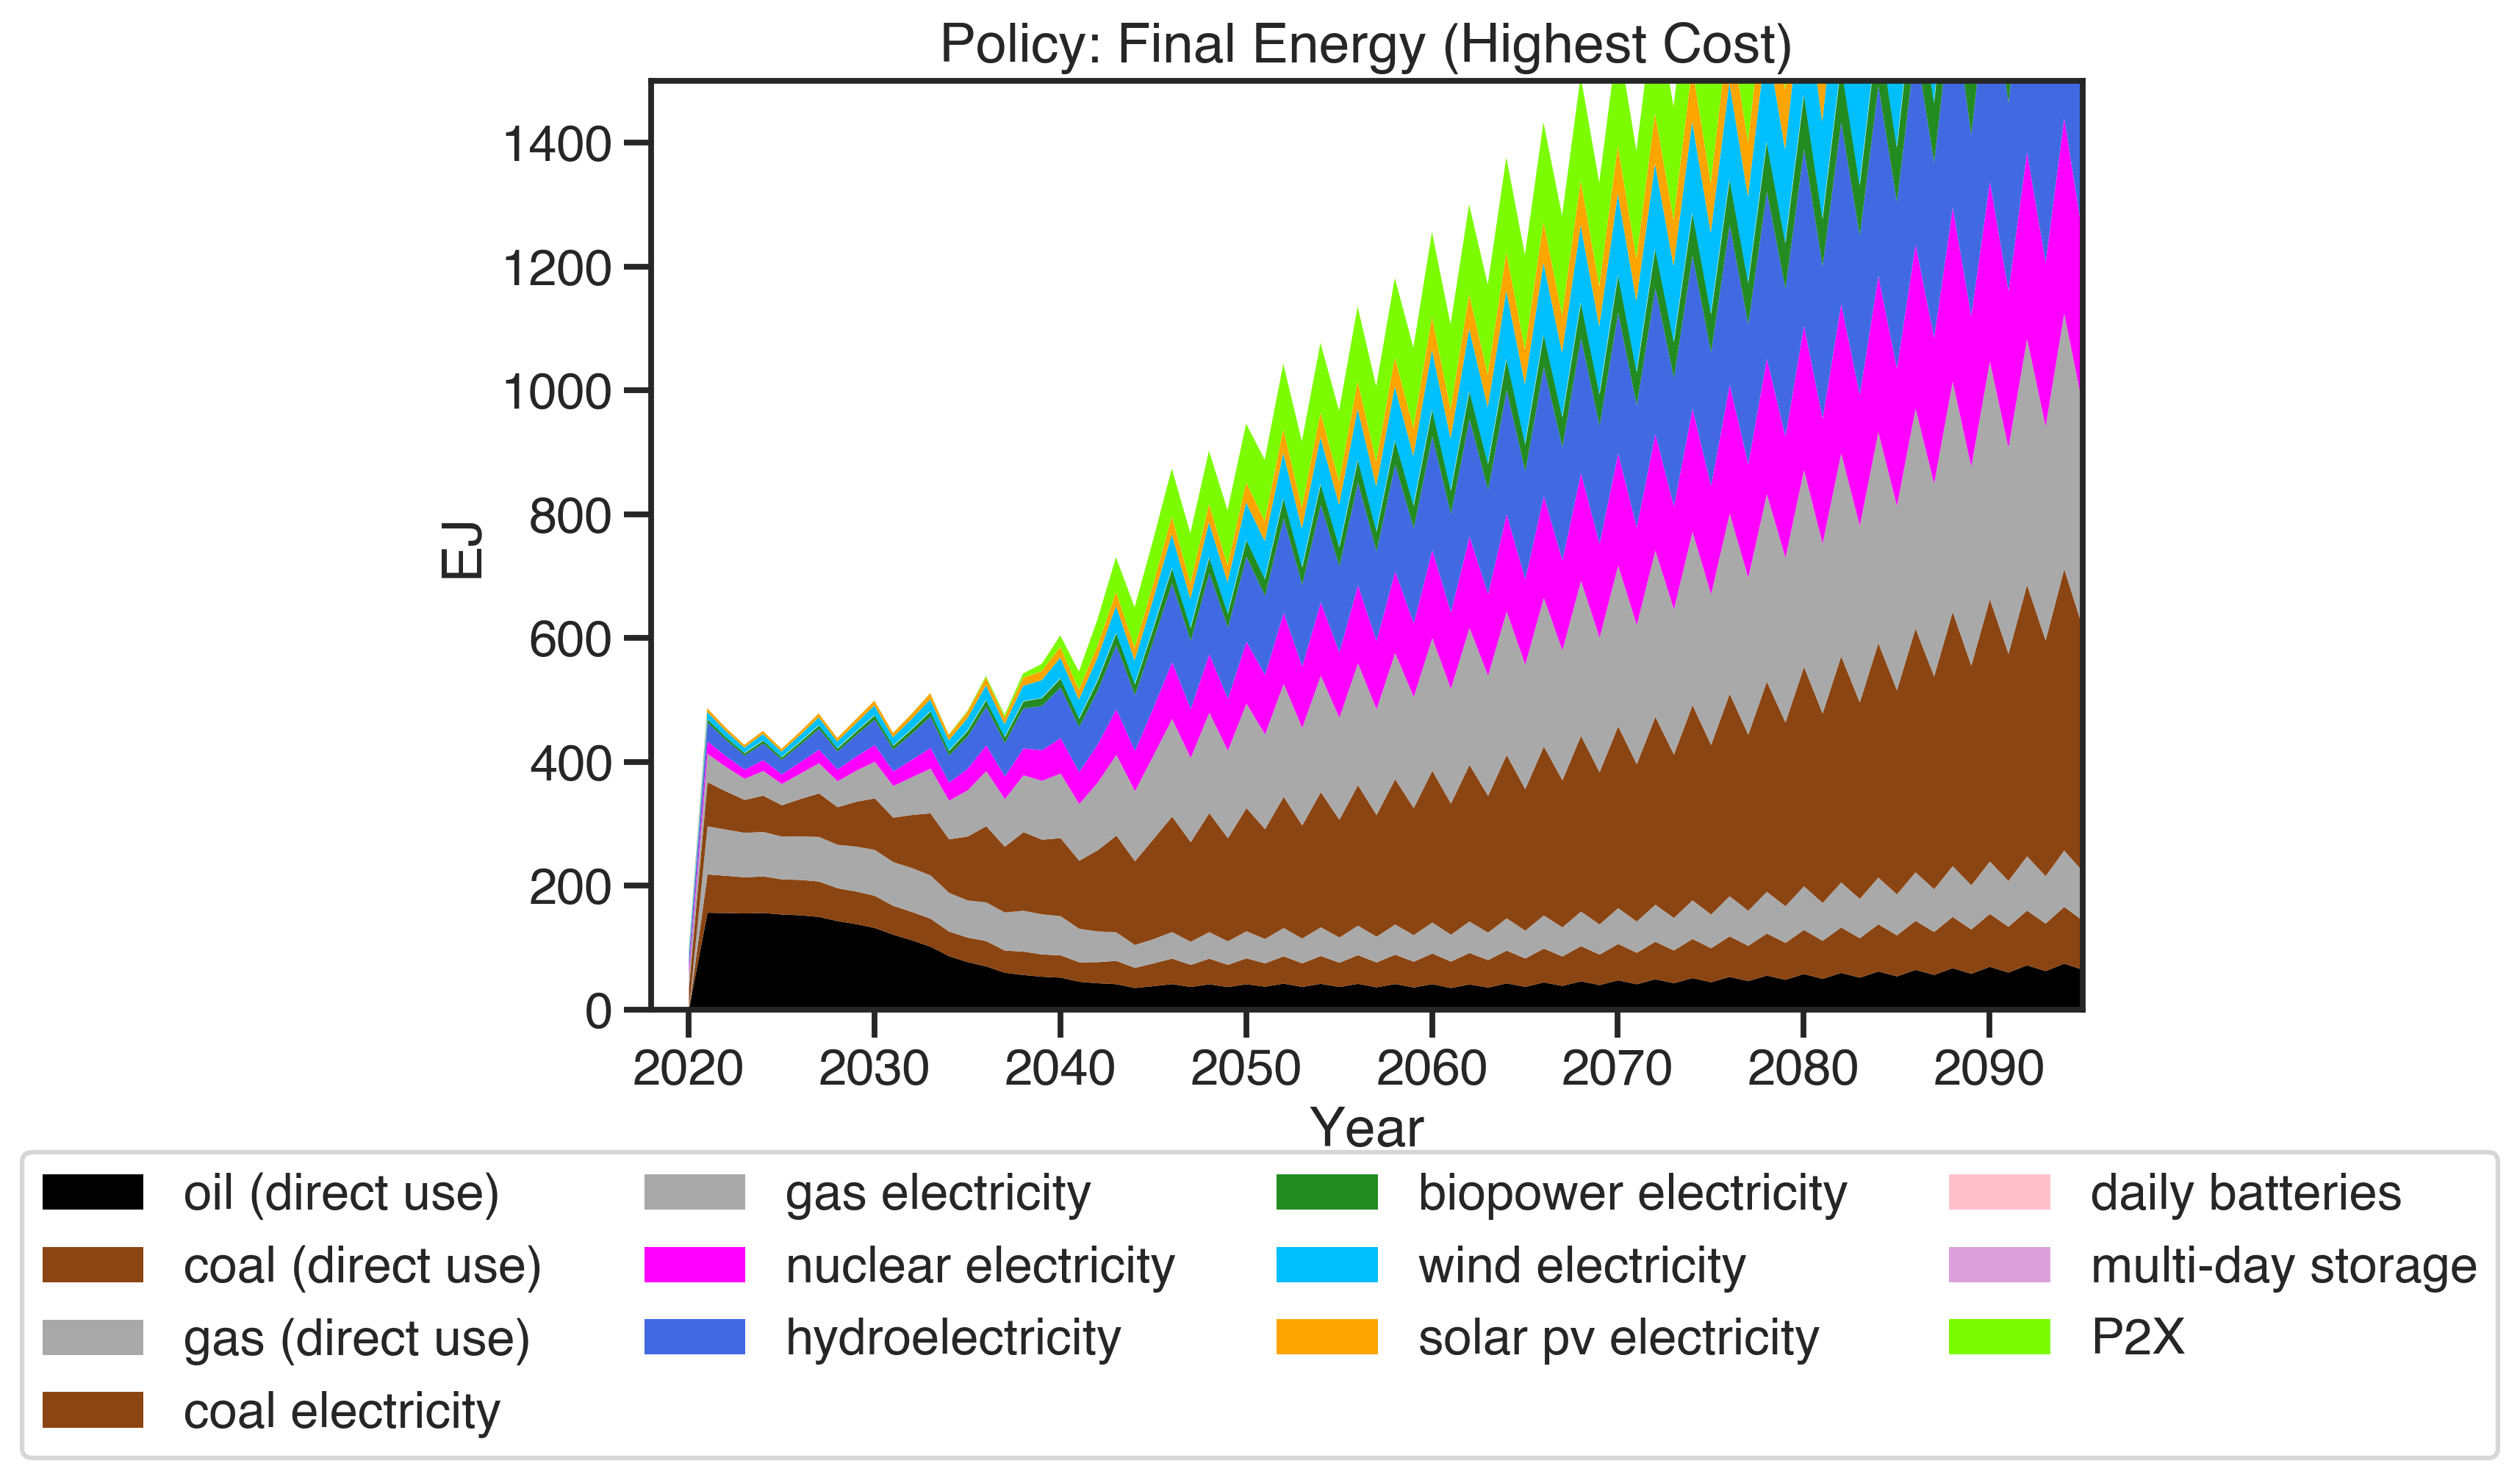 Policy: Final Energy (Highest Cost)
1400
1200
1000
800
600
400
200
0
EJ
2020 2030 2040 2050 2060 2070 2080 2090
Year
oil (direct use)
coal (direct use)
gas (direct use)
coal electricity
gas electricity
nuclear electricity
hydroelectricity
biopower electricity
wind electricity
solar pv electricity
daily batteries
multi-day storage
P2X